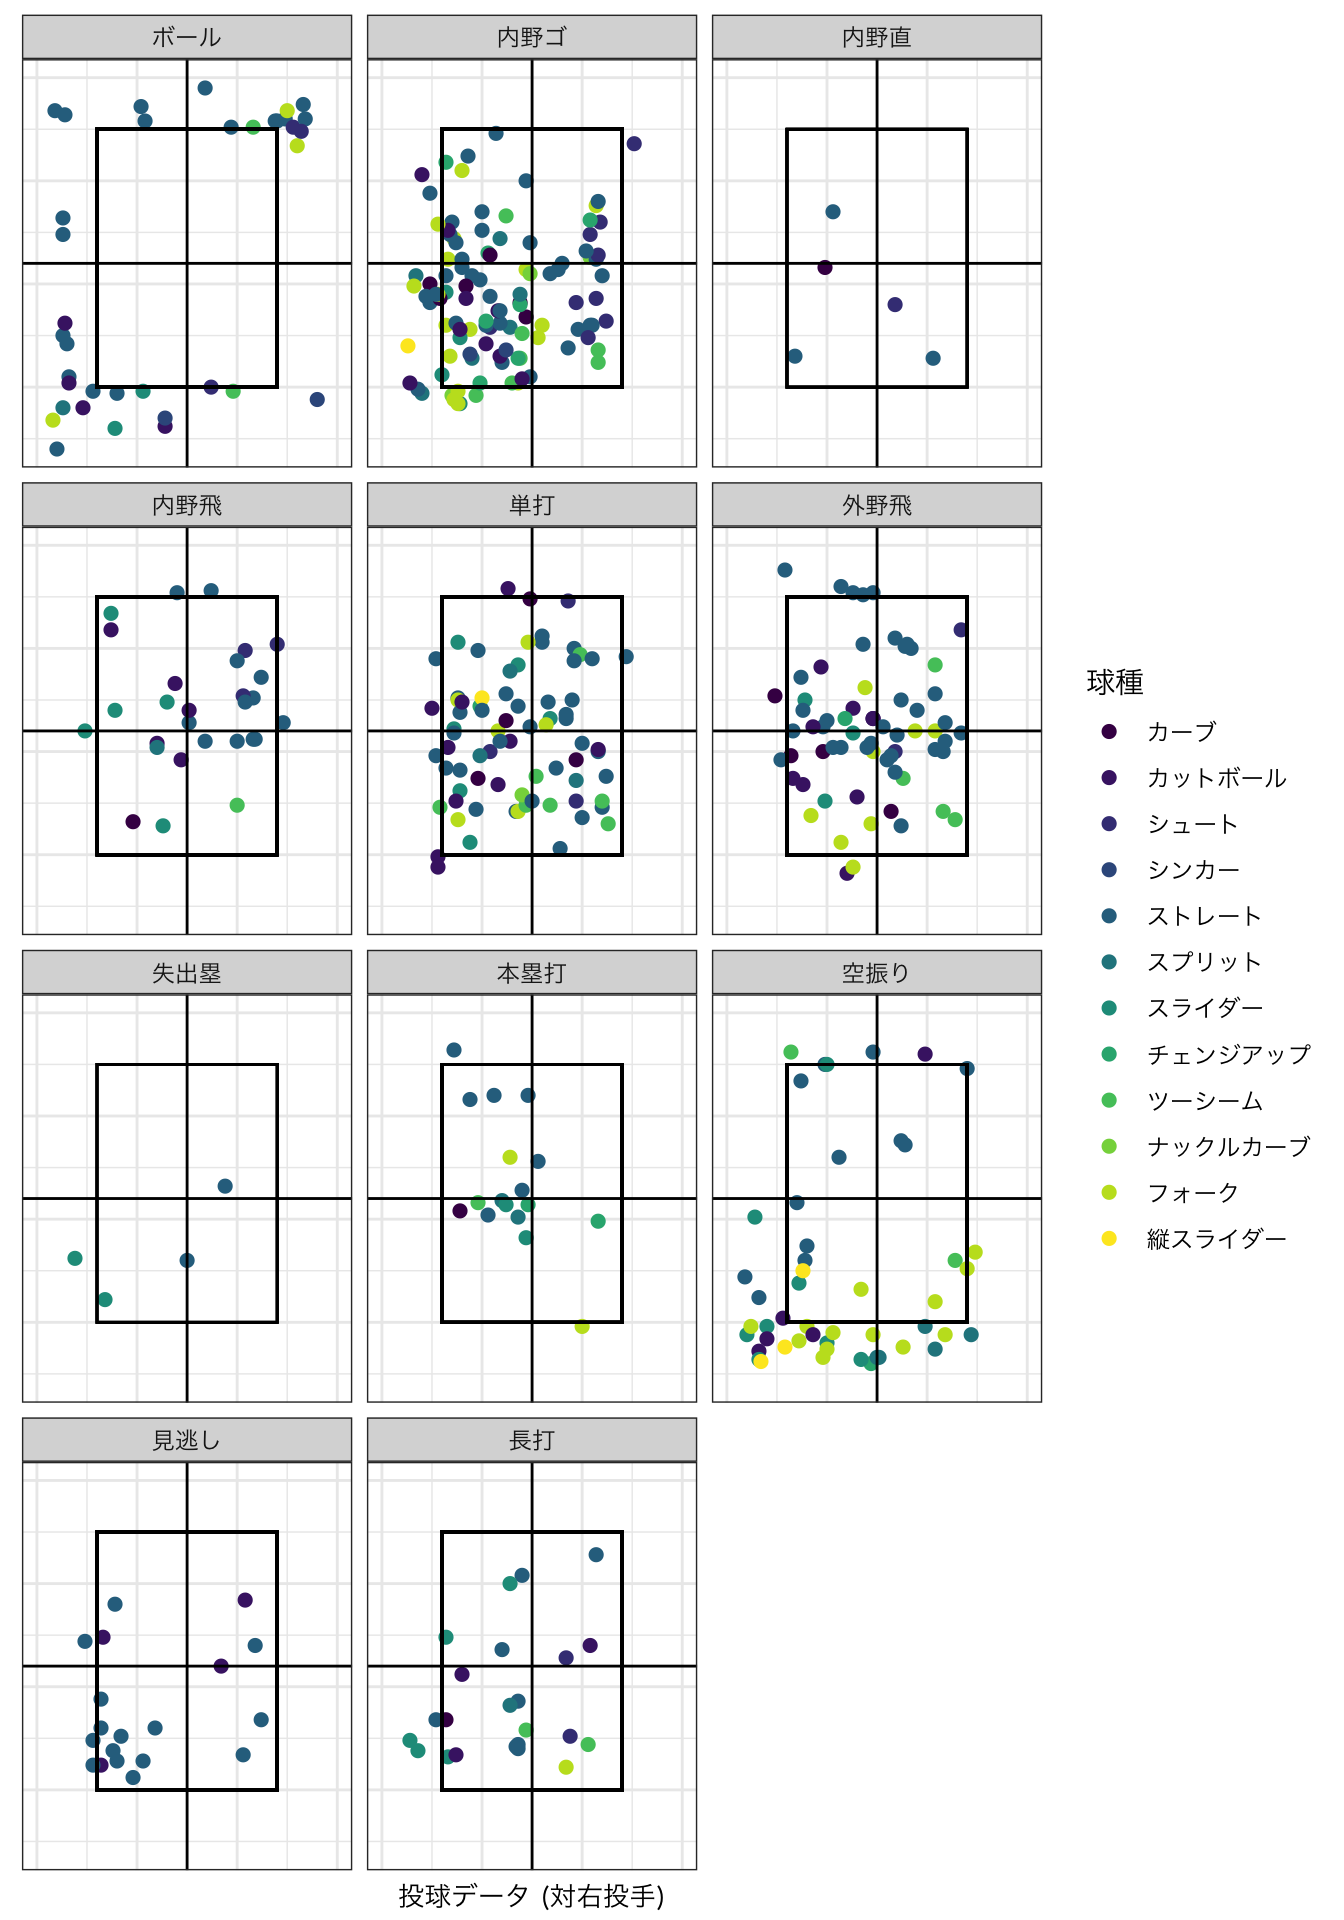 ボール
内野ゴ
内野直
内野飛
単打
外野飛
失出塁
本塁打
空振り
見逃し
長打
投球データ (対右投手)
球種
カーブ
カットボール
シュート
シンカー
ストレート
スプリット
スライダー
チェンジアップ
ツーシーム
ナックルカーブ
フォーク
縦スライダー